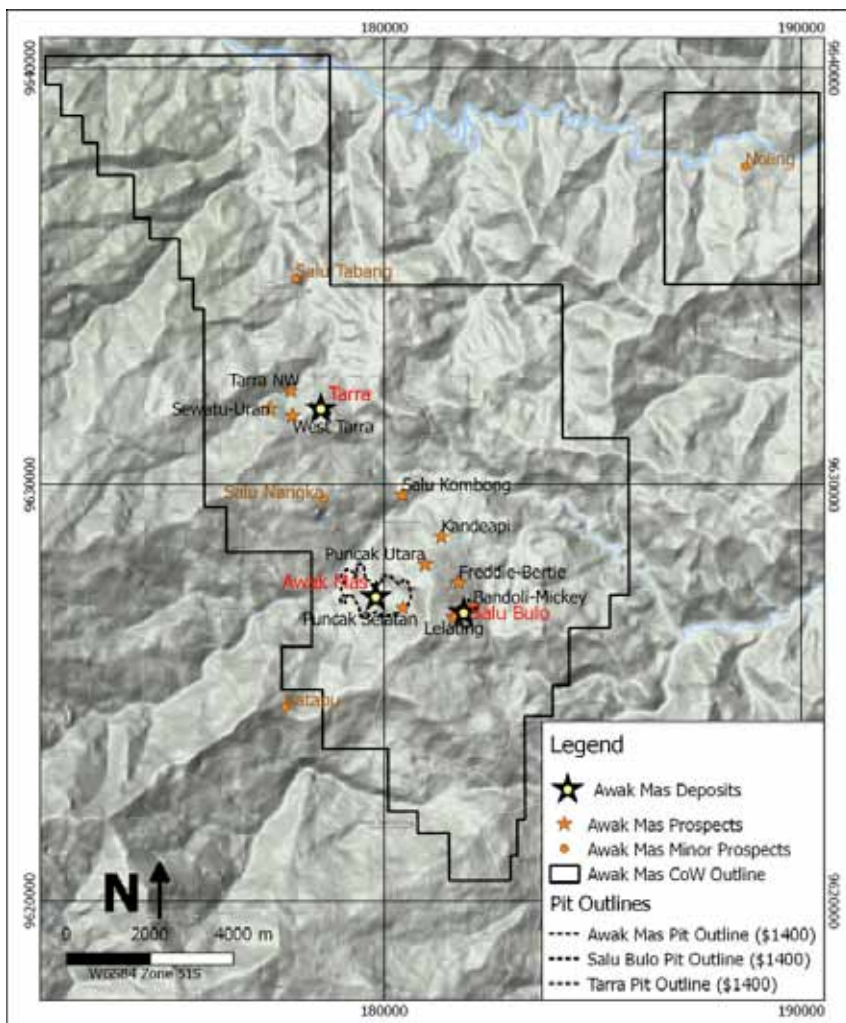 180000
190000
9640000
9640000
Noling
Salu Tabang
Tarra NW
Tarra
Sewatu-Uran
West Tarra
9630000
Salu Nangka
Salu Kombong
9630000
Kandeapi
Puncak Utara
Freddie-Bertie
Awak Mas
Bandoli-Mickey
Salu Bulo
Puncak Selatan
Lelating
Legend
Awak Mas Deposits
Awak Mas Prospects
Awak Mas Minor Prospects
Awak Mas CoW Outline
Pit Outlines
Awak Mas Pit Outline ($1400)
Salu Bulo Pit Outline ($1400)
Tarra Pit Outline ($1400)
N
9620000
9620000
0 2000 4000 m
WGS84 Zone 51S
180000
190000